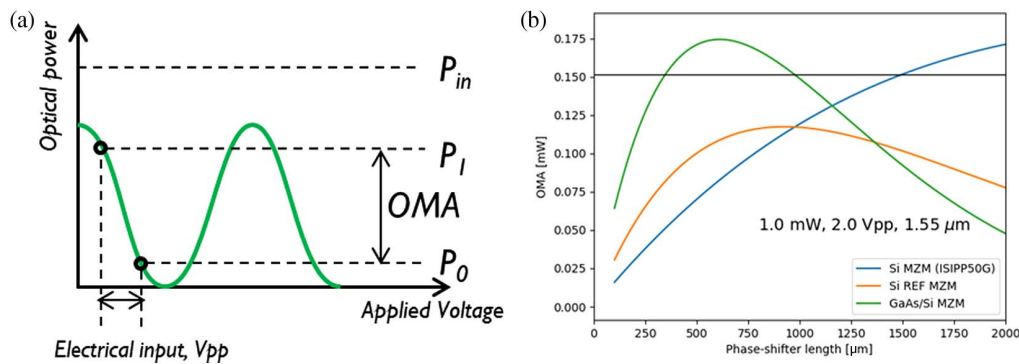 (a)
Optical power
P_in
P_I
OMA
P_0
Applied Voltage
Electrical input, Vpp
(b)
OMA [mW]
0.175
0.150
0.125
0.100
0.075
0.050
0.025
0.000
1.0 mW, 2.0 Vpp, 1.55 μm
Si MZM (ISIPP50G)
Si REF MZM
GaAs/Si MZM
0 250 500 750 1000 1250 1500 1750 2000
Phase-shifter length [μm]